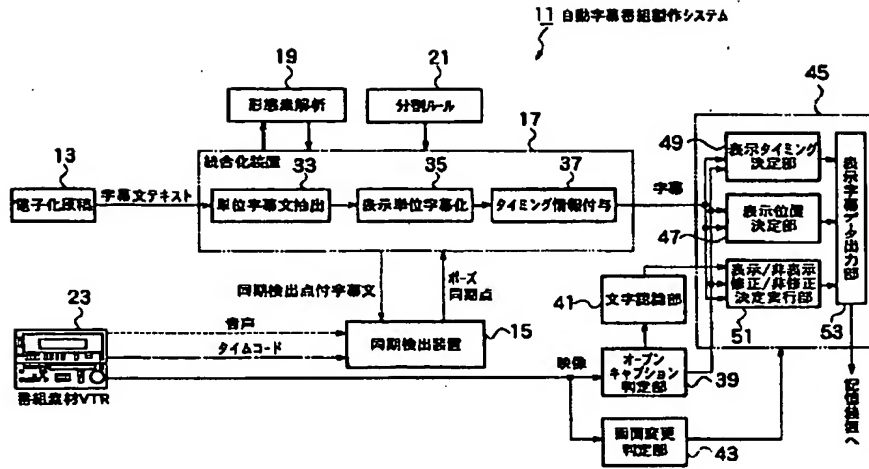 11 自動字幕番組製作システム
19
21
45
形態素解析
分割ルール
17
49
13
統合化装置
33
35
37
表示タイミング
決定部
字幕
電子化原稿
字幕文テキスト
単位字幕文抽出
表示単位字幕化
タイミング情報付与
表示位置
決定部
47
表示字幕データ出力部
同期検出点付字幕文
ポーズ
同期点
41
文字認識部
表示/非表示
修正/非修正
決定実行部
51
53
23
音声
タイムコード
同期検出装置
15
映像
オープン
キャプション
判定部
39
番組素材VTR
画面変更
判定部
43
記憶装置へ